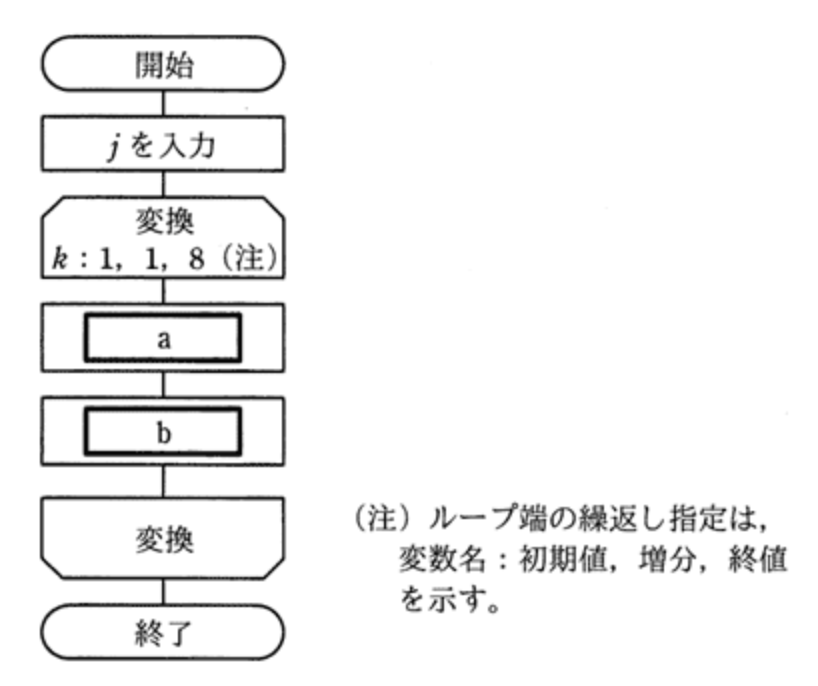 開始
jを入力
変換
k:1,1,8(注)
a
b
変換
終了
(注)ループ端の繰返し指定は,
変数名:初期値,増分,終値
を示す。